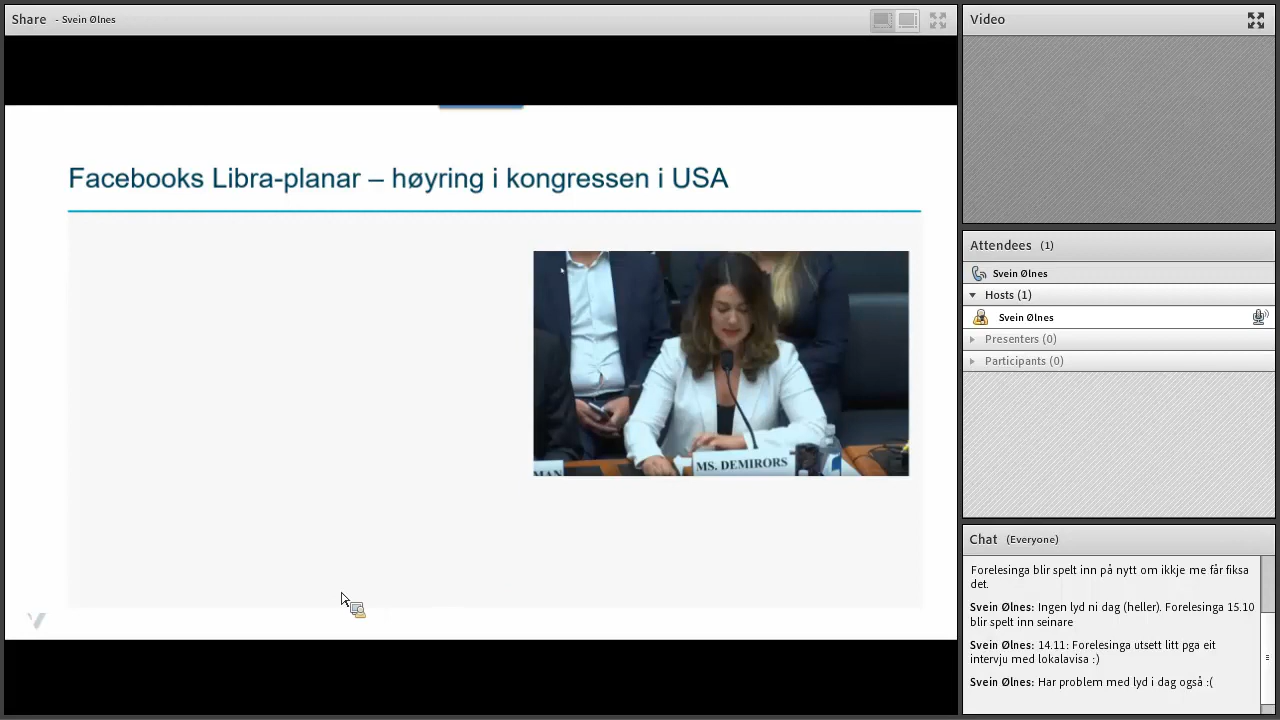 Share - Svein Ølnes
Video
Facebooks Libra-planar – høyring i kongressen i USA
MAN
MS. DEMIRORS
Attendees (1)
Svein Ølnes
Hosts (1)
Svein Ølnes
Presenters (0)
Participants (0)
Chat (Everyone)
Forelesinga blir spelt inn på nytt om ikkje me får fiksa
det.
Svein Ølnes: Ingen lyd ni dag (heller). Forelesinga 15.10
blir spelt inn seinare
Svein Ølnes: 14.11: Forelesinga utsett litt pga eit
intervju med lokalavisa :)
Svein Ølnes: Har problem med lyd i dag også :(